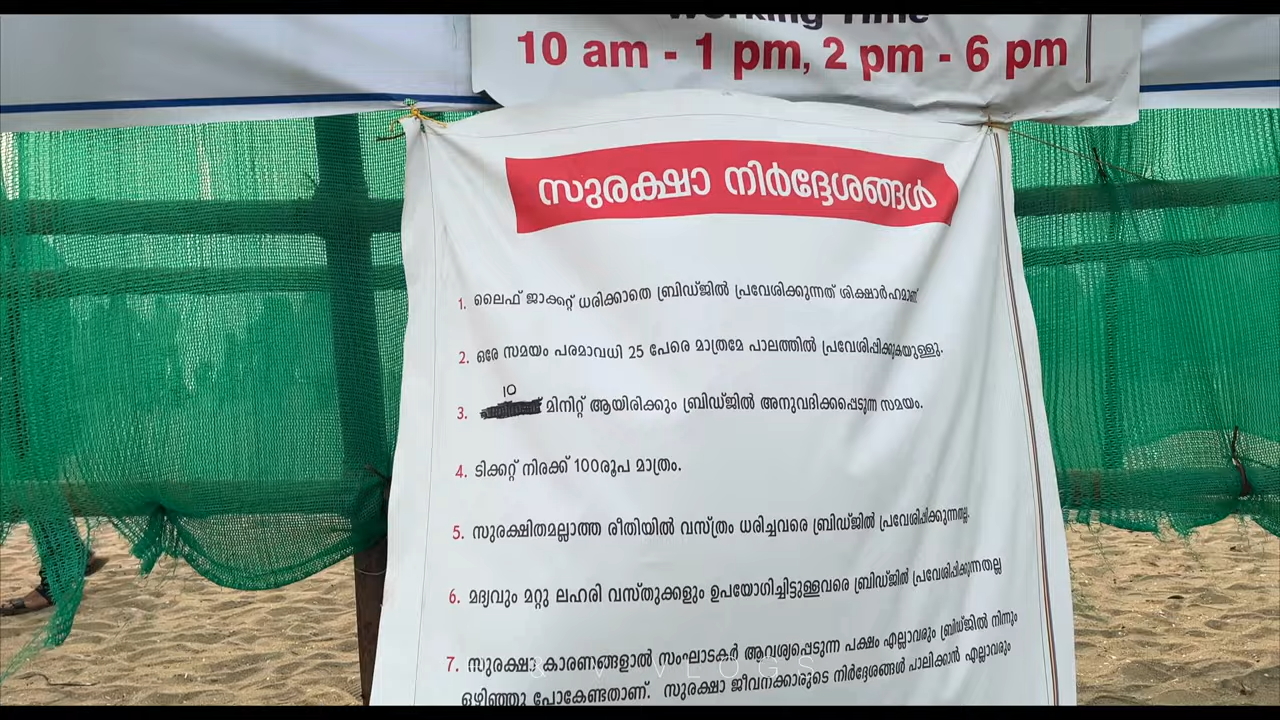 Working Time
10 am - 1 pm, 2 pm - 6 pm
സുരക്ഷാ നിർദ്ദേശങ്ങൾ
1. ലൈഫ് ജാക്കറ്റ് ധരിക്കാതെ ബ്രിഡ്ജിൽ പ്രവേശിക്കുന്നത് ശിക്ഷാർഹമാണ്
2. ഒരേ സമയം പരമാവധി 25 പേരെ മാത്രമേ പാലത്തിൽ പ്രവേശിപ്പിക്കുകയുള്ളു.
3. 10 മിനിറ്റ് ആയിരിക്കും ബ്രിഡ്ജിൽ അനുവദിക്കപ്പെടുന്ന സമയം.
4. ടിക്കറ്റ് നിരക്ക് 100രൂപ മാത്രം.
5. സുരക്ഷിതമല്ലാത്ത രീതിയിൽ വസ്ത്രം ധരിച്ചവരെ ബ്രിഡ്ജിൽ പ്രവേശിപ്പിക്കുന്നതല്ല.
6. മദ്യവും മറ്റു ലഹരി വസ്തുക്കളും ഉപയോഗിച്ചിട്ടുള്ളവരെ ബ്രിഡ്ജിൽ പ്രവേശിപ്പിക്കുന്നതല്ല
7. സുരക്ഷാ കാരണങ്ങളാൽ സംഘാടകർ ആവശ്യപ്പെടുന്ന പക്ഷം എല്ലാവരും ബ്രിഡ്ജിൽ നിന്നും
ഒഴിഞ്ഞു പോകേണ്ടതാണ്. സുരക്ഷാ ജീവനക്കാരുടെ നിർദ്ദേശങ്ങൾ പാലിക്കാൻ എല്ലാവരും
VLOGS